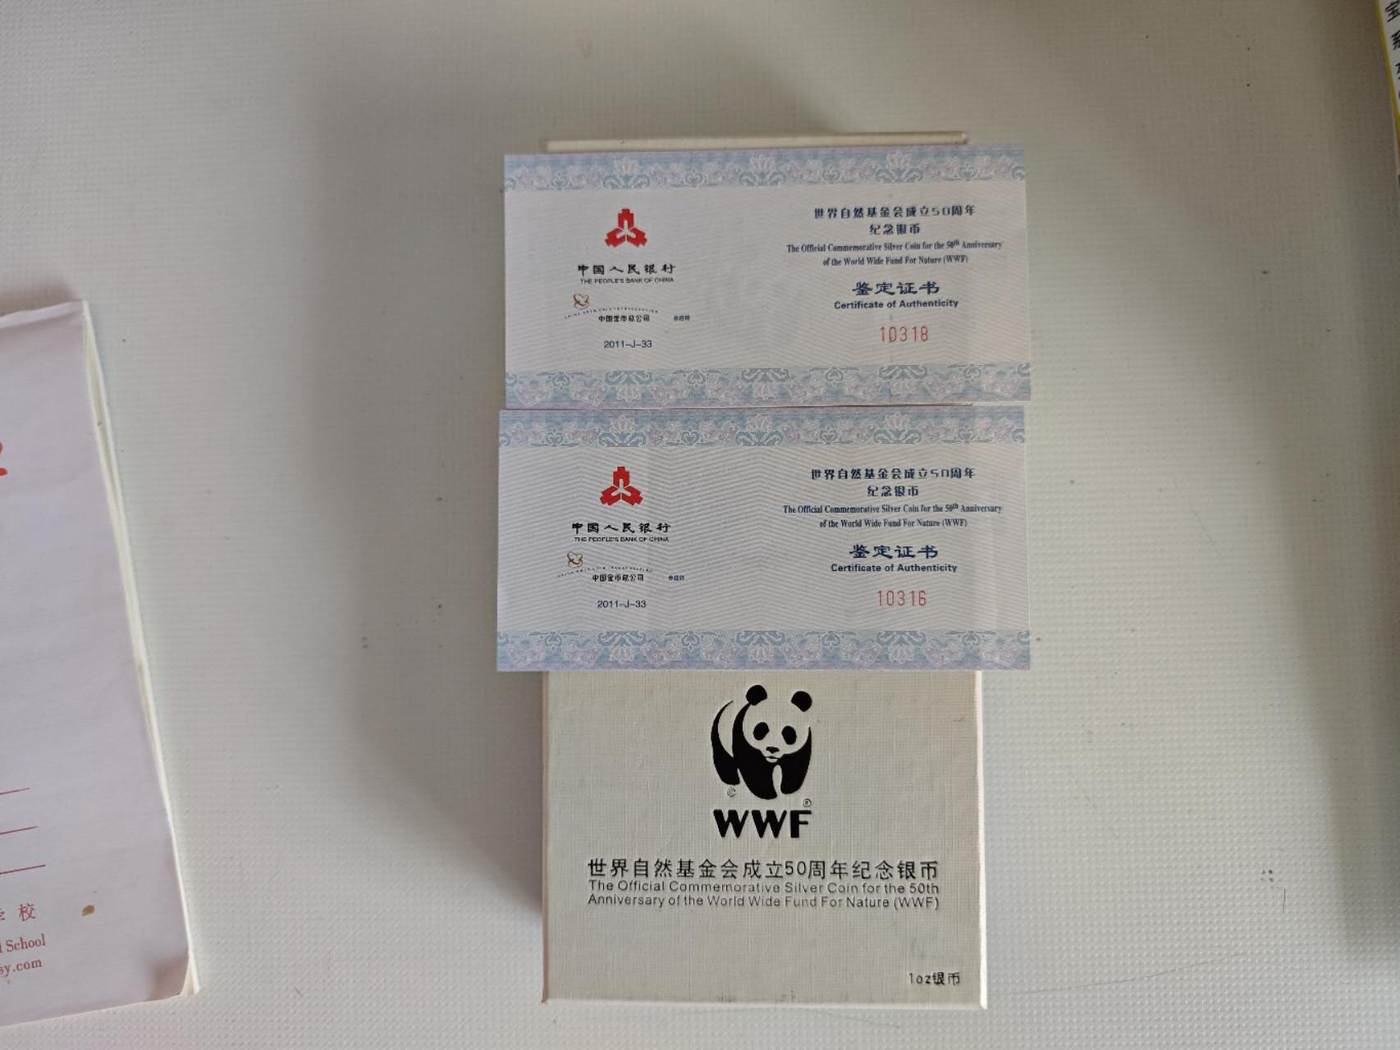 中国人民银行
THE PEOPLE'S BANK OF CHINA
中国金币总公司
2011-J-33
世界自然基金会成立50周年
纪念银币
The Official Commemorative Silver Coin for the 50th Anniversary
of the World Wide Fund For Nature (WWF)
鉴定证书
Certificate of Authenticity
10318
中国人民银行
THE PEOPLE'S BANK OF CHINA
中国金币总公司
2011-J-33
世界自然基金会成立50周年
纪念银币
The Official Commemorative Silver Coin for the 50th Anniversary
of the World Wide Fund For Nature (WWF)
鉴定证书
Certificate of Authenticity
10316
©
®
WWF
世界自然基金会成立50周年纪念银币
The Official Commemorative Silver Coin for the 50th
Anniversary of the World Wide Fund For Nature (WWF)
1oz银币
校
School
sy.com
宝